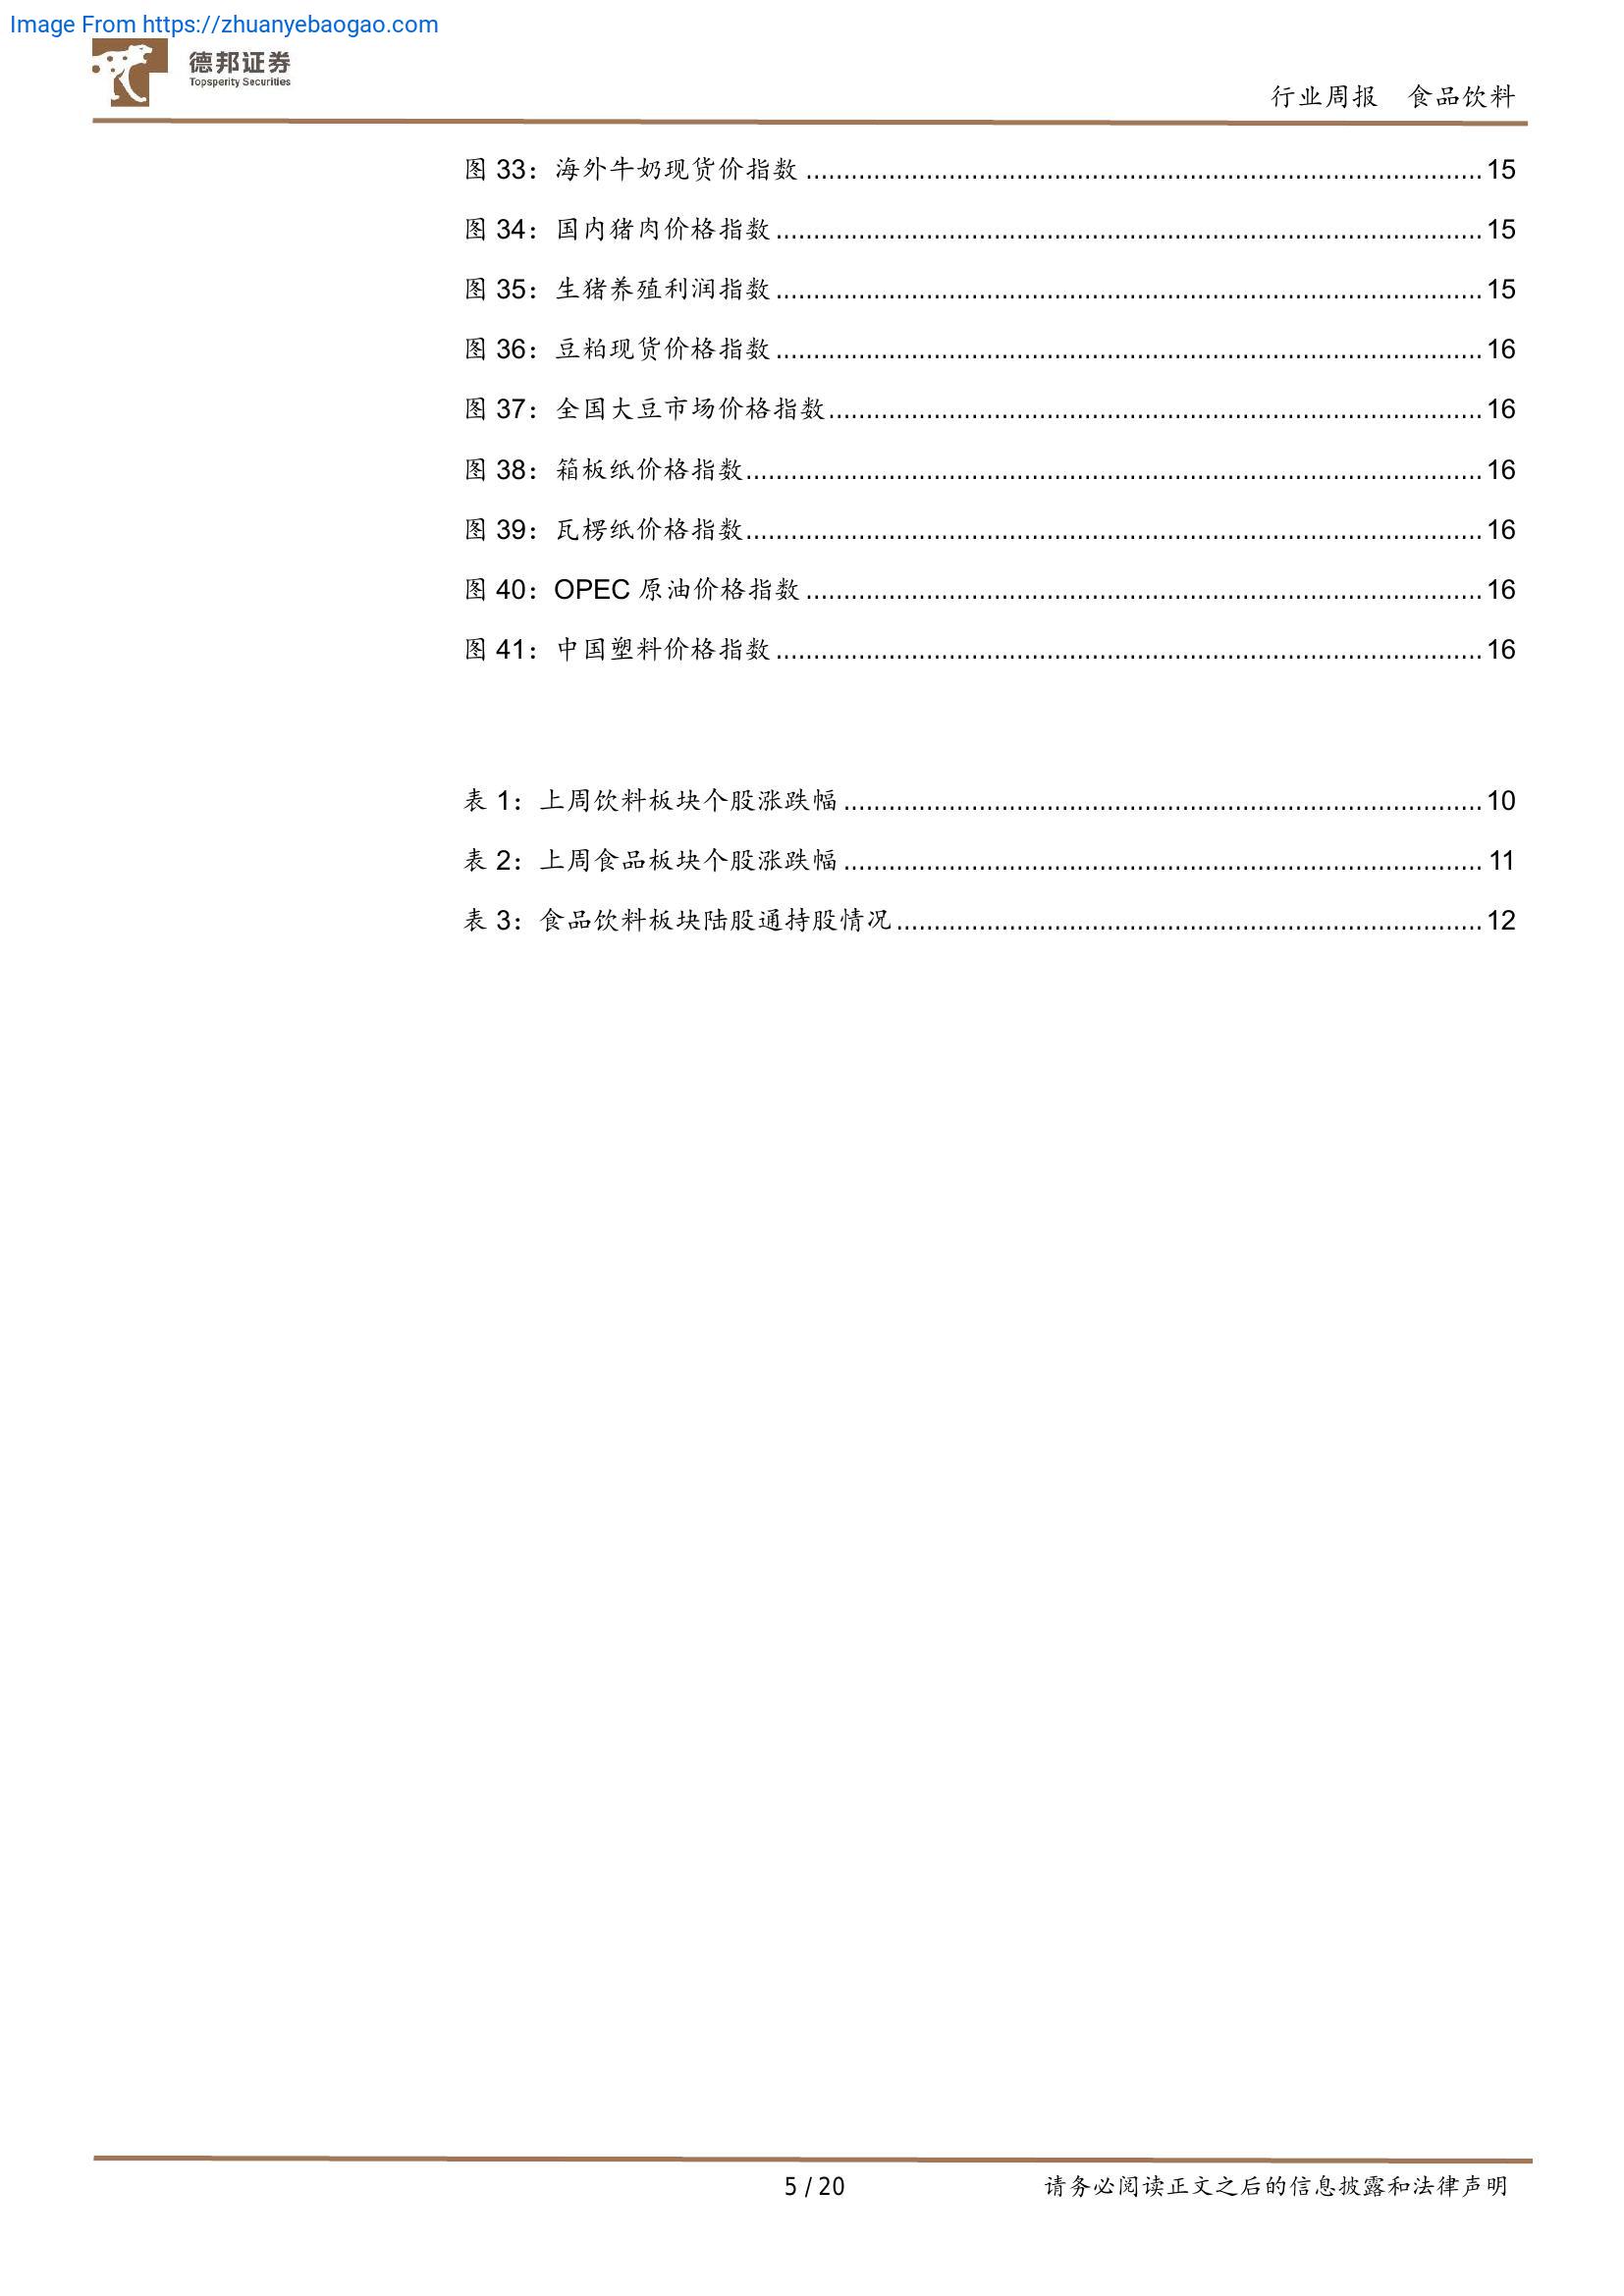 Image From https://zhuanyebaogao.com
德邦证券
Topsperity Securities
行业周报 食品饮料
图 33：海外牛奶现货价指数 ........................................ 15
图 34：国内猪肉价格指数 ........................................ 15
图 35：生猪养殖利润指数 ........................................ 15
图 36：豆粕现货价格指数 ........................................ 16
图 37：全国大豆市场价格指数 ........................................ 16
图 38：箱板纸价格指数 ........................................ 16
图 39：瓦楞纸价格指数 ........................................ 16
图 40：OPEC 原油价格指数 ........................................ 16
图 41：中国塑料价格指数 ........................................ 16
表 1：上周饮料板块个股涨跌幅 ........................................ 10
表 2：上周食品板块个股涨跌幅 ........................................ 11
表 3：食品饮料板块陆股通持股情况 ........................................ 12
5 / 20 请务必阅读正文之后的信息披露和法律声明